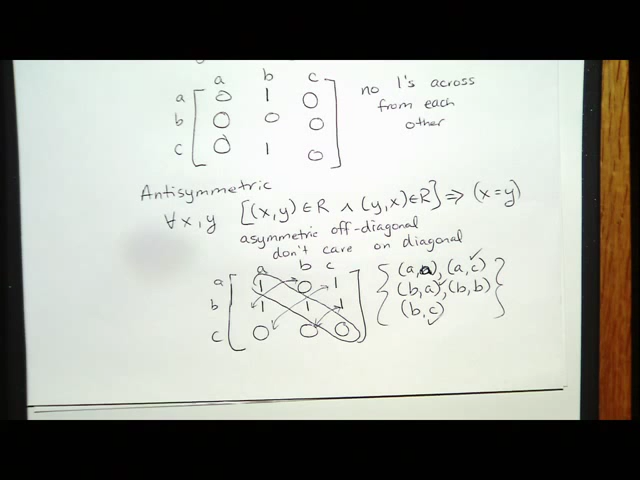 a b c
a [ 0 1 0 ]
b [ 0 0 0 ]
c [ 0 1 0 ]
no 1's across
from each
other
Antisymmetric
∀x,y [(x,y)∈R ∧ (y,x)∈R] ⇒ (x=y)
asymmetric off-diagonal
don't care on diagonal
a b c
a [ 1 0 1 ]
b [ 1 1 1 ]
c [ 0 0 0 ]
{ (a,a), (a,c)✓
(b,a)✓, (b,b)
(b,c)✓ }